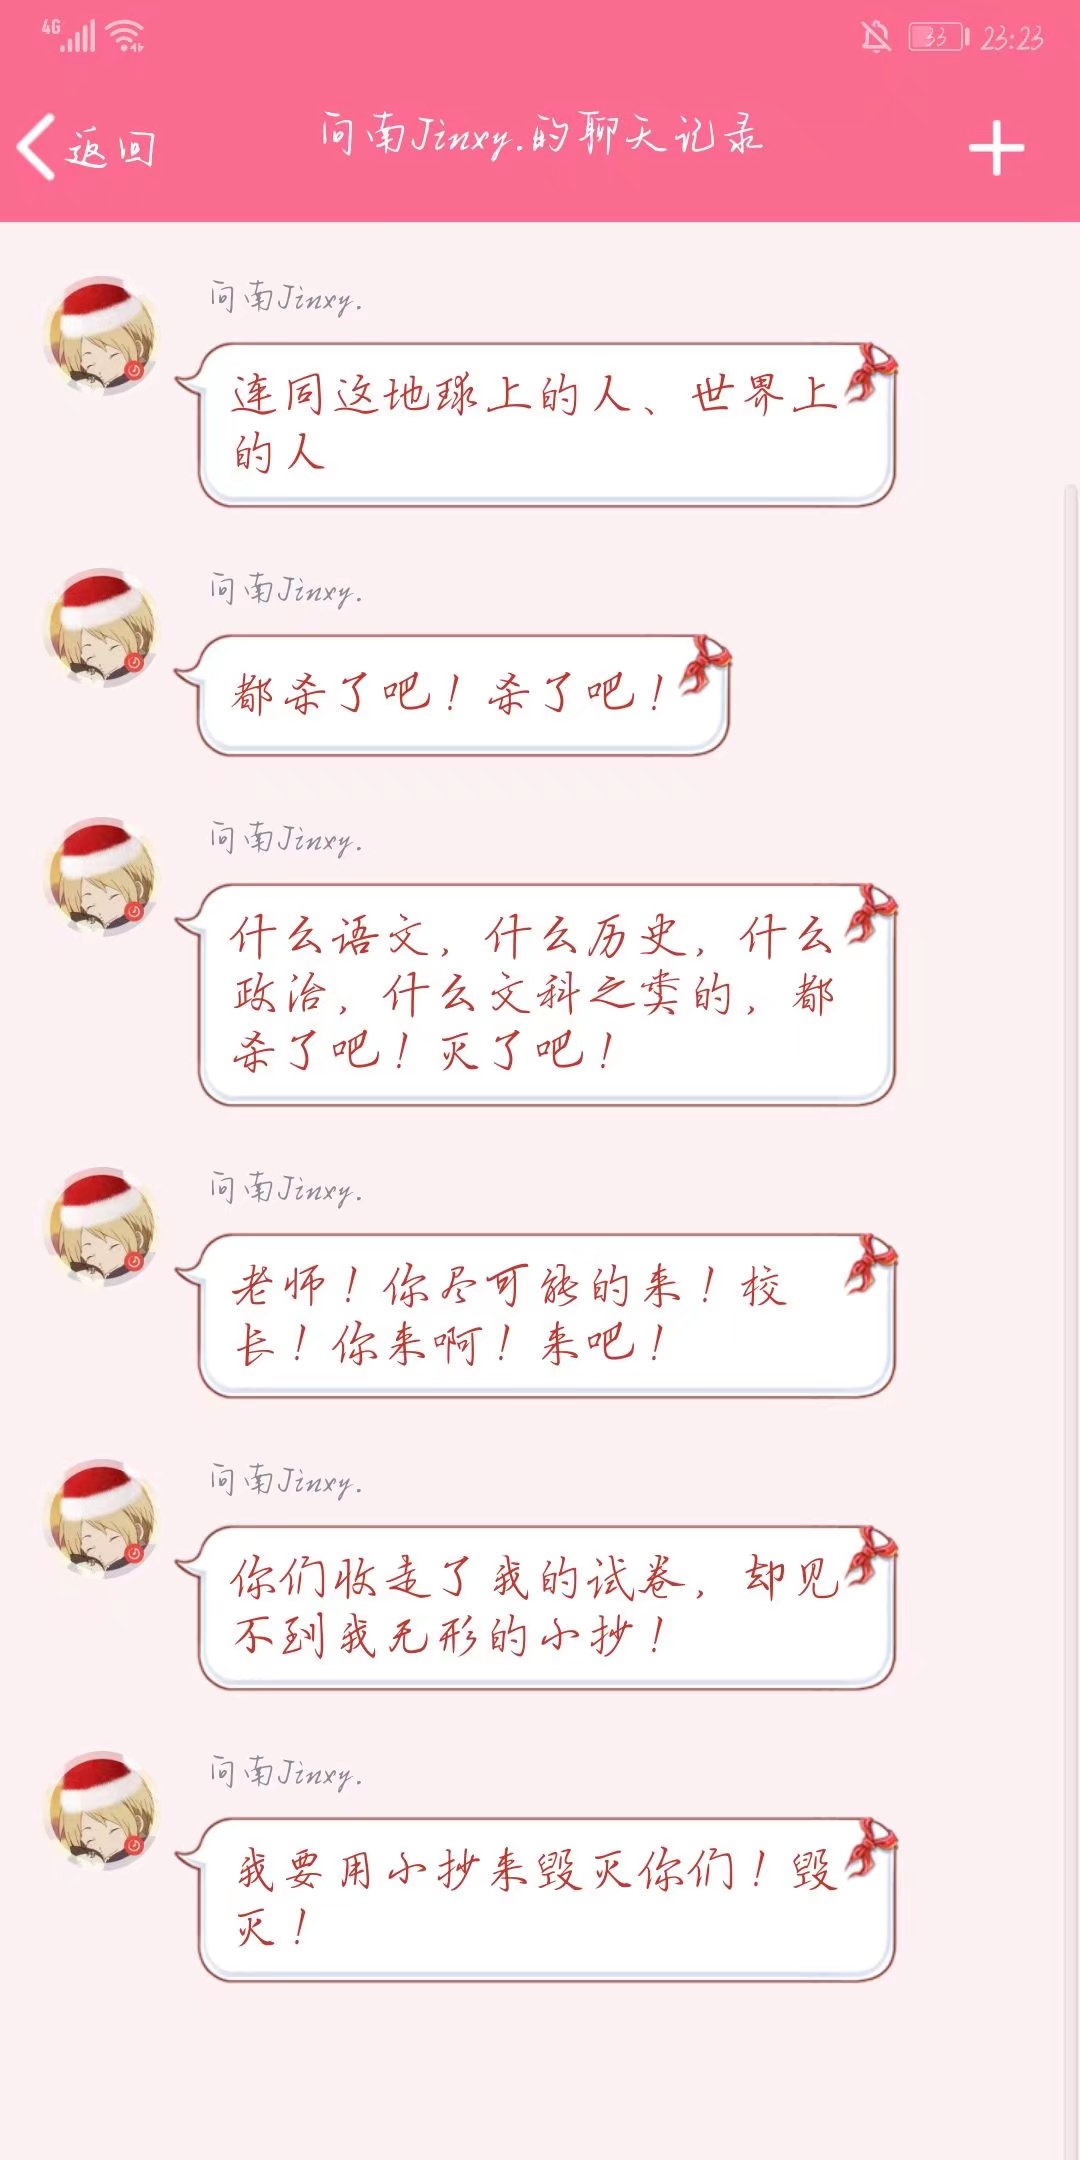 4G
33 23:23
返回
问南Jinxy.的聊天记录
问南Jinxy.
连同这地球上的人、世界上
的人
问南Jinxy.
都杀了吧！杀了吧！
问南Jinxy.
什么语文，什么历史，什么
政治，什么文科之类的，都
杀了吧！灭了吧！
问南Jinxy.
老师！你尽可能的来！校
长！你来啊！来吧！
问南Jinxy.
你们收走了我的试卷，却见
不到我无形的小抄！
问南Jinxy.
我要用小抄来毁灭你们！毁
灭！